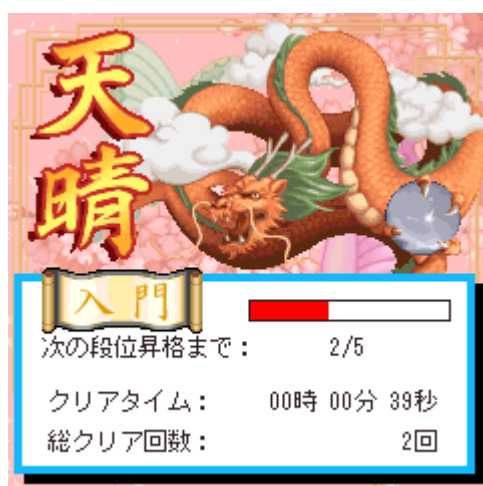 天晴
入門
次の段位昇格まで： 2/5
クリアタイム： 00時 00分 39秒
総クリア回数： 2回